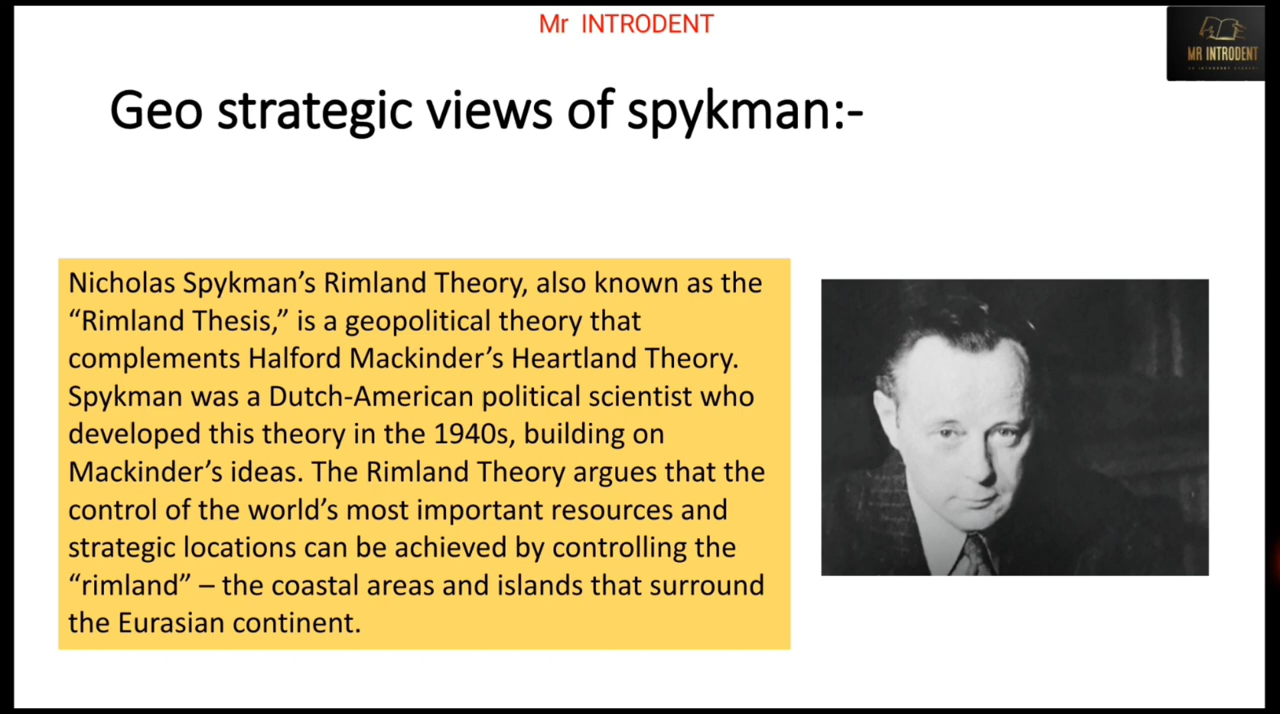 Mr INTRODENT
MR INTRODENT
Geo strategic views of spykman:-
Nicholas Spykman’s Rimland Theory, also known as the
“Rimland Thesis,” is a geopolitical theory that
complements Halford Mackinder’s Heartland Theory.
Spykman was a Dutch-American political scientist who
developed this theory in the 1940s, building on
Mackinder’s ideas. The Rimland Theory argues that the
control of the world’s most important resources and
strategic locations can be achieved by controlling the
“rimland” – the coastal areas and islands that surround
the Eurasian continent.